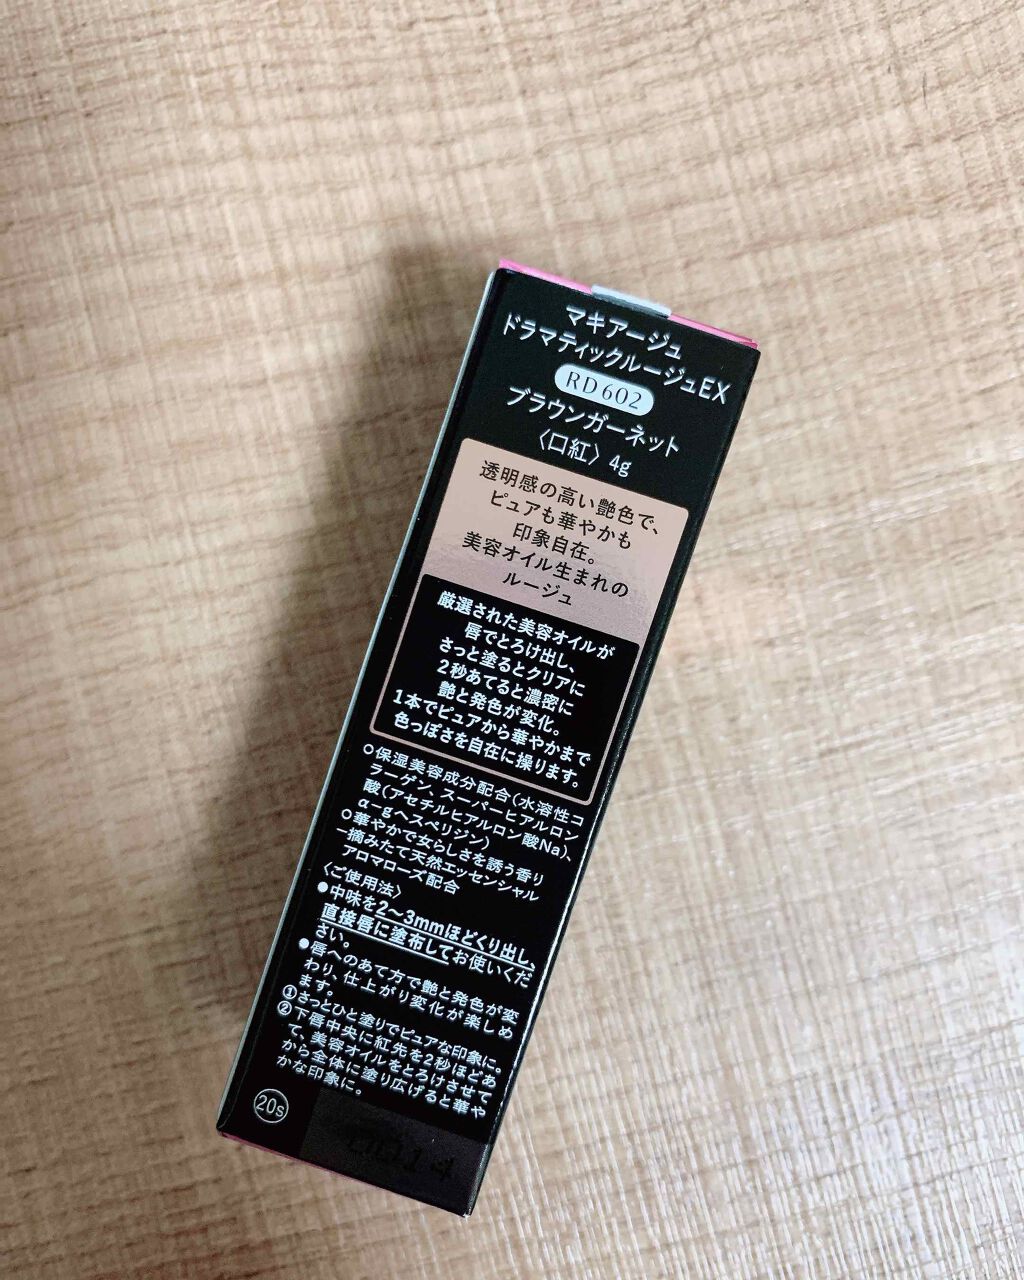 マキアージュ
ドラマティックルージュEX
RD602
ブラウンガーネット
〈口紅〉 4g
透明感の高い艶色で、
ピュアも華やかも
印象自在。
美容オイル生まれの
ルージュ
厳選された美容オイルが
唇でとろけ出し、
さっと塗るとクリアに
2秒あてると濃密に
艶と発色が変化。
1本でピュアから華やかまで
色っぽさを自在に操ります。
○保湿美容成分配合(水溶性コ
ラーゲン、スーパーヒアルロン
酸(アセチルヒアルロン酸Na)、
α-gヘスペリジン)
○華やかで女らしさを誘う香り
-摘みたて天然エッセンシャル
アロマローズ配合
〈ご使用法〉
●中味を2〜3mmほどくり出し、
直接唇に塗布してお使いくだ
さい。
●唇へのあて方で艶と発色が変
わり、仕上がり変化が楽しめ
ます。
①さっとひと塗りでピュアな印象に。
②下唇中央に紅先を2秒ほどあ
て、美容オイルをとろけさせて
から全体に塗り広げると華や
かな印象に。
20s